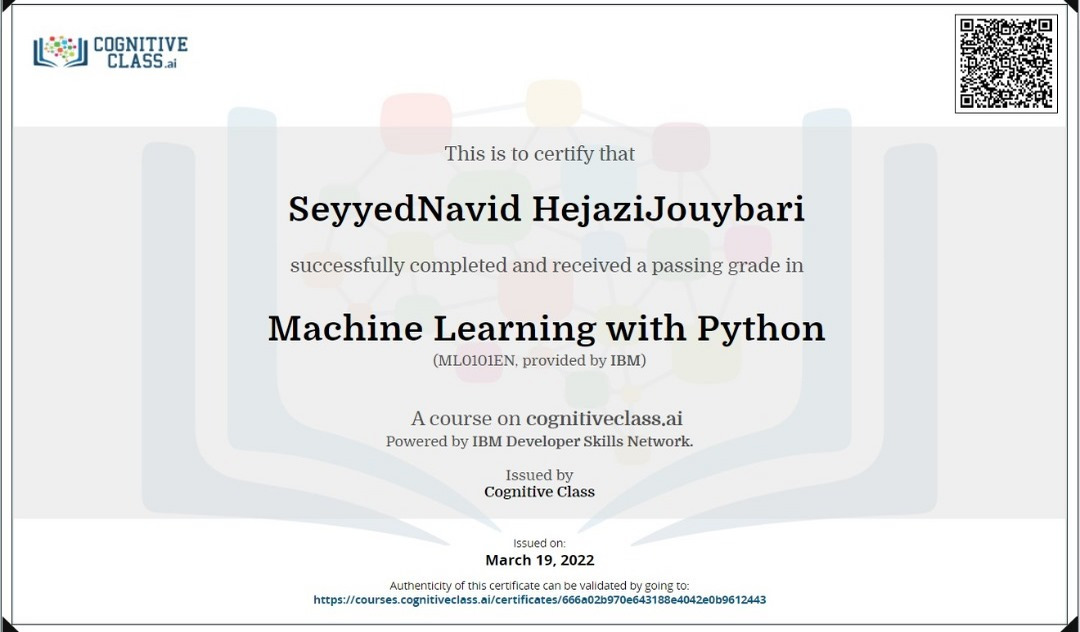 COGNITIVE
CLASS.ai
This is to certify that
SeyyedNavid HejaziJouybari
successfully completed and received a passing grade in
Machine Learning with Python
(ML0101EN, provided by IBM)
A course on cognitiveclass.ai
Powered by IBM Developer Skills Network.
Issued by
Cognitive Class
Issued on:
March 19, 2022
Authenticity of this certificate can be validated by going to:
https://courses.cognitiveclass.ai/certificates/666a02b970e643188e4042e0b9612443